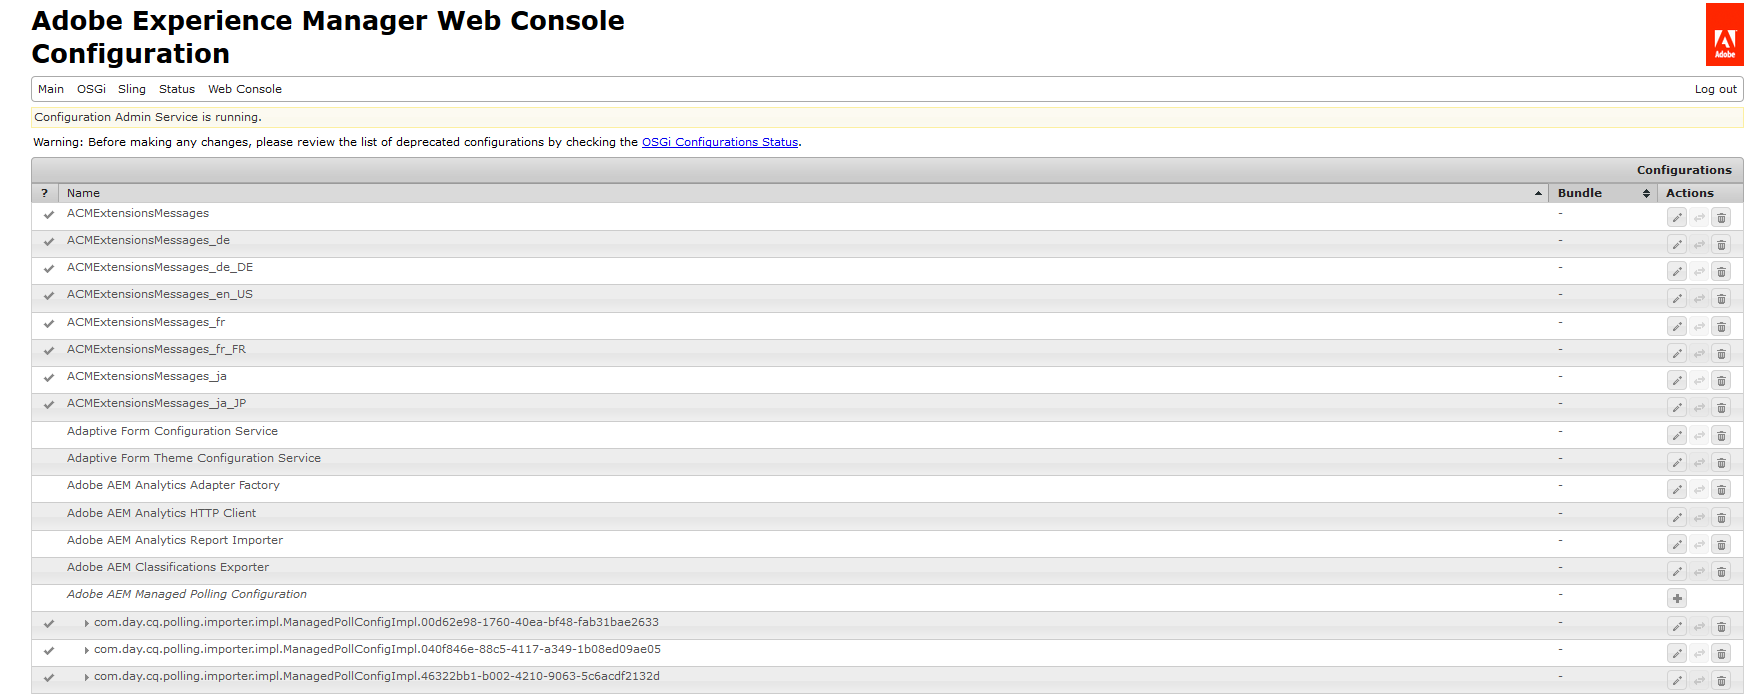 Adobe Experience Manager Web Console
Configuration
Adobe
Main OSGi Sling Status Web Console Log out
Configuration Admin Service is running.
Warning: Before making any changes, please review the list of deprecated configurations by checking the OSGi Configurations Status.
Configurations
? Name Bundle Actions
ACMExtensionsMessages -
ACMExtensionsMessages_de -
ACMExtensionsMessages_de_DE -
ACMExtensionsMessages_en_US -
ACMExtensionsMessages_fr -
ACMExtensionsMessages_fr_FR -
ACMExtensionsMessages_ja -
ACMExtensionsMessages_ja_JP -
Adaptive Form Configuration Service -
Adaptive Form Theme Configuration Service -
Adobe AEM Analytics Adapter Factory -
Adobe AEM Analytics HTTP Client -
Adobe AEM Analytics Report Importer -
Adobe AEM Classifications Exporter -
Adobe AEM Managed Polling Configuration -
com.day.cq.polling.importer.impl.ManagedPollConfigImpl.00d62e98-1760-40ea-bf48-fab31bae2633 -
com.day.cq.polling.importer.impl.ManagedPollConfigImpl.040f846e-88c5-4117-a349-1b08ed09ae05 -
com.day.cq.polling.importer.impl.ManagedPollConfigImpl.46322bb1-b002-4210-9063-5c6acdf2132d -